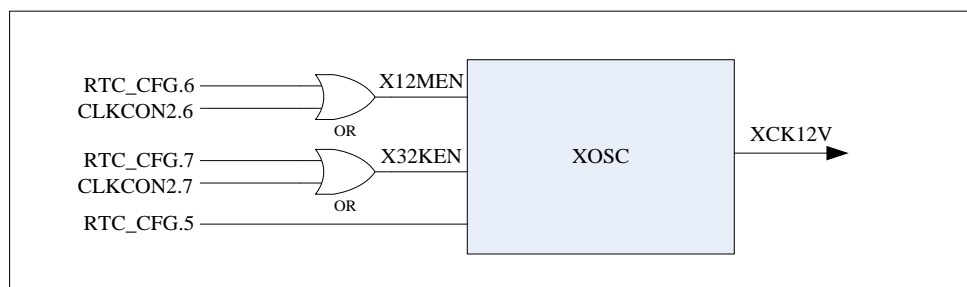 RTC_CFG.6
CLKCON2.6
OR
X12MEN
RTC_CFG.7
CLKCON2.7
OR
X32KEN
RTC_CFG.5
XOSC
XCK12V